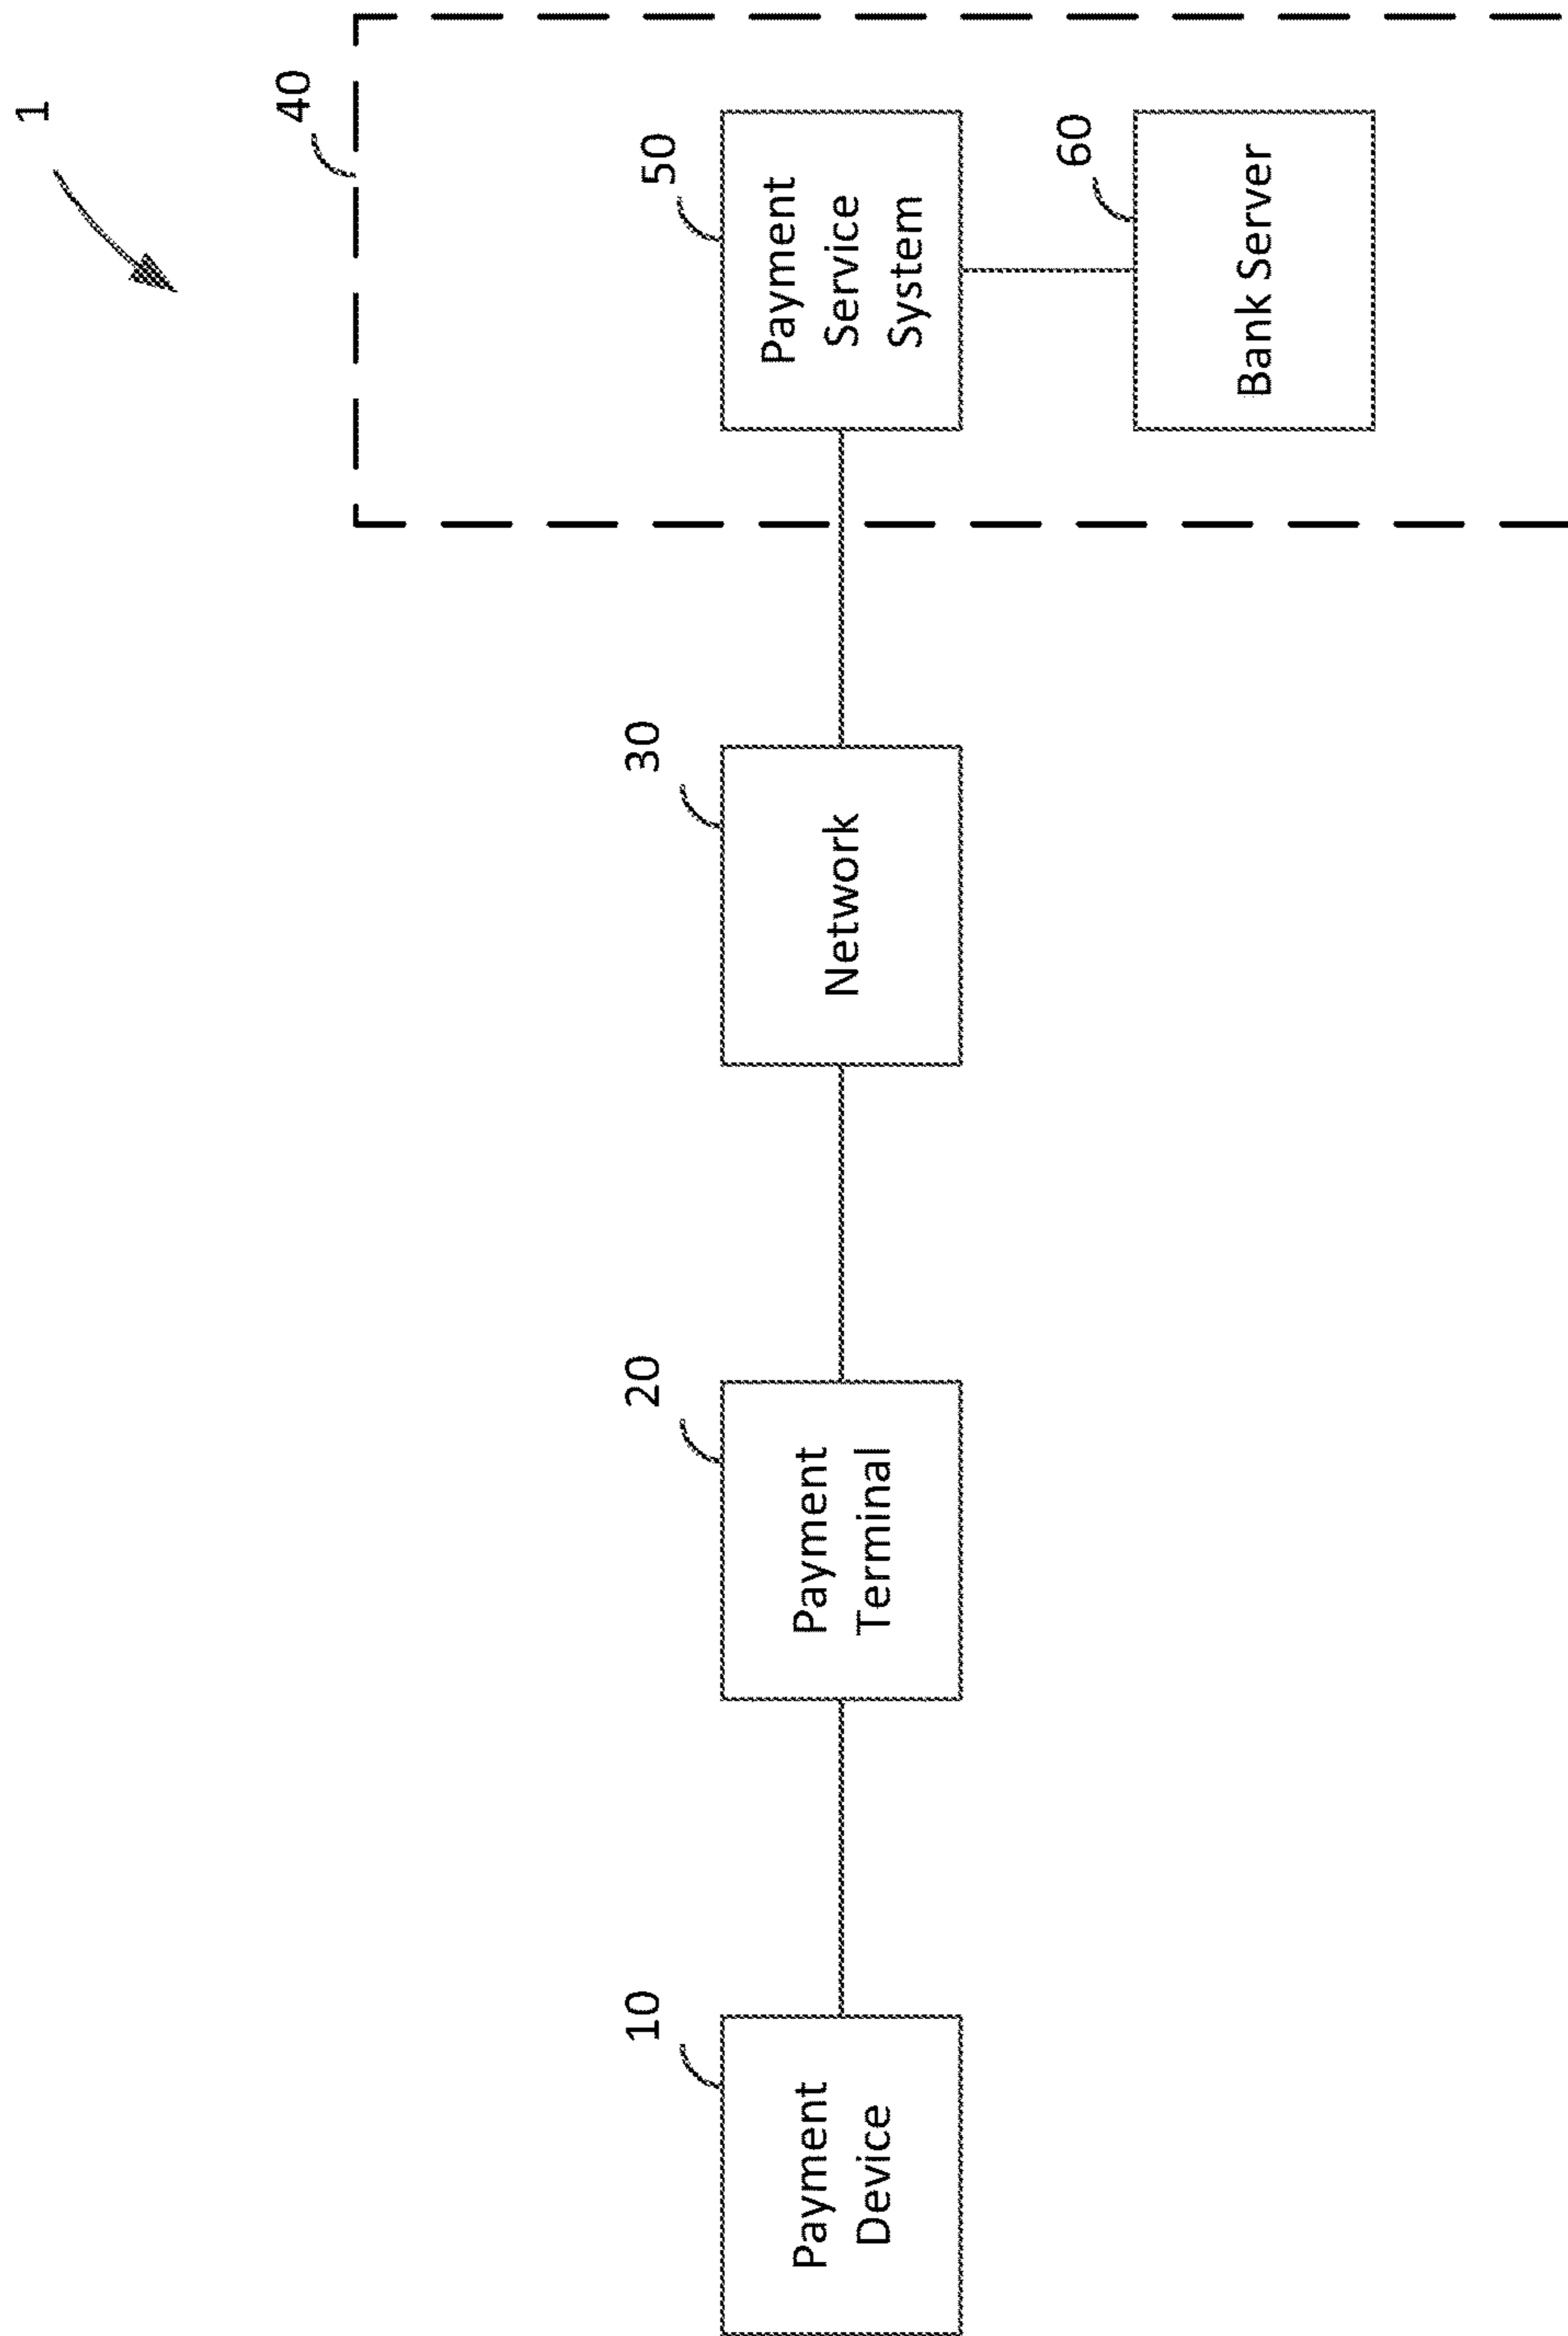 1
40
10
Payment
Device
20
Payment
Terminal
30
Network
50
Payment
Service
System
60
Bank Server